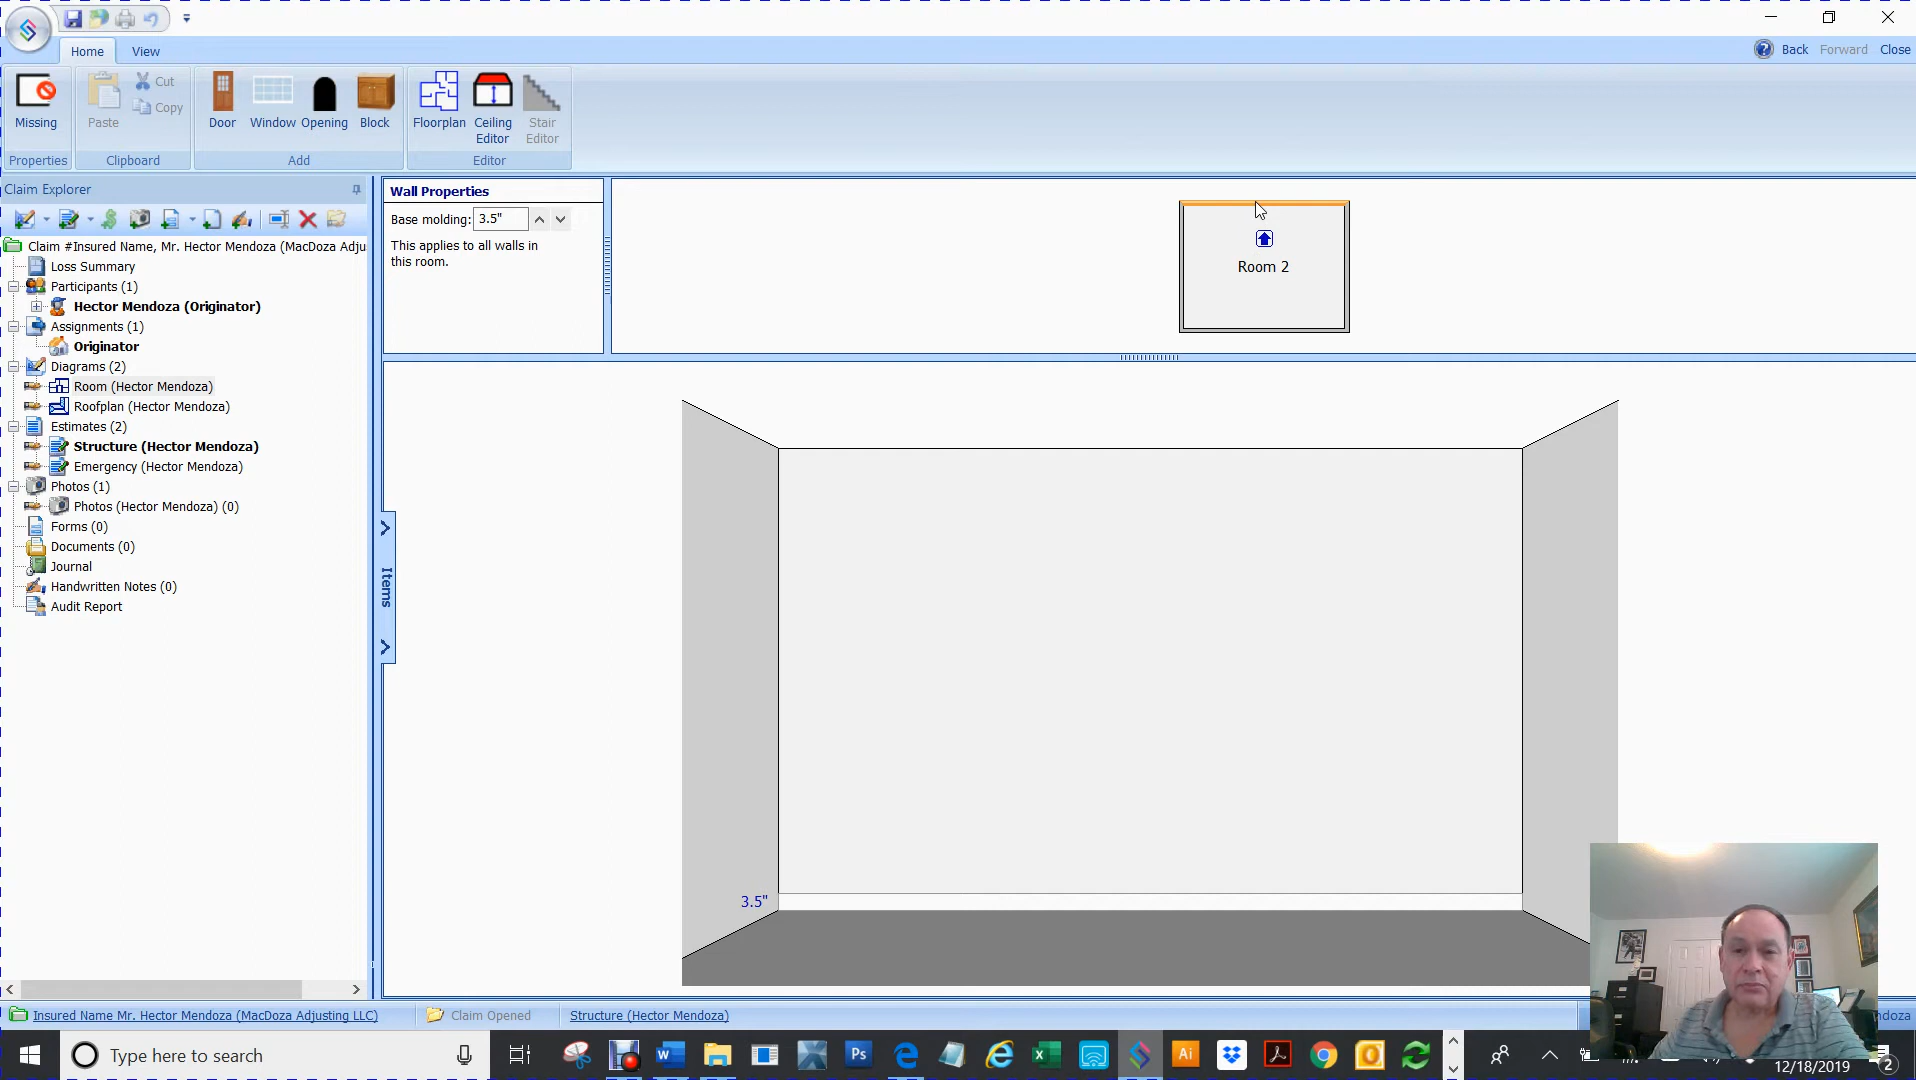 Home View
Back Forward Close
Missing
Paste
Cut
Copy
Door Window Opening Block
Floorplan Ceiling Editor Stair Editor
Properties Clipboard Add Editor
Claim Explorer
Claim #Insured Name, Mr. Hector Mendoza (MacDoza Adju
Loss Summary
Participants (1)
Hector Mendoza (Originator)
Assignments (1)
Originator
Diagrams (2)
Room (Hector Mendoza)
Roofplan (Hector Mendoza)
Estimates (2)
Structure (Hector Mendoza)
Emergency (Hector Mendoza)
Photos (1)
Photos (Hector Mendoza) (0)
Forms (0)
Documents (0)
Journal
Handwritten Notes (0)
Audit Report
Wall Properties
Base molding: 3.5"
This applies to all walls in
this room.
Room 2
Items
3.5"
Insured Name Mr. Hector Mendoza (MacDoza Adjusting LLC) Claim Opened Structure (Hector Mendoza)
ndoza
Type here to search
W
Ps
Ai
12/18/2019
2